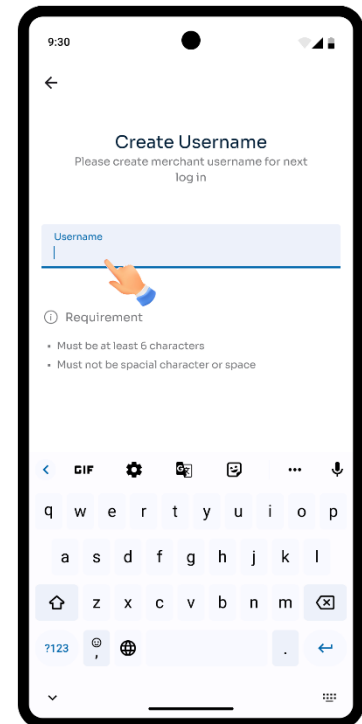 9:30
Create Username
Please create merchant username for next
log in
Username
Requirement
• Must be at least 6 characters
• Must not be spacial character or space
GIF
q w e r t y u i o p
a s d f g h j k l
z x c v b n m
?123 , .